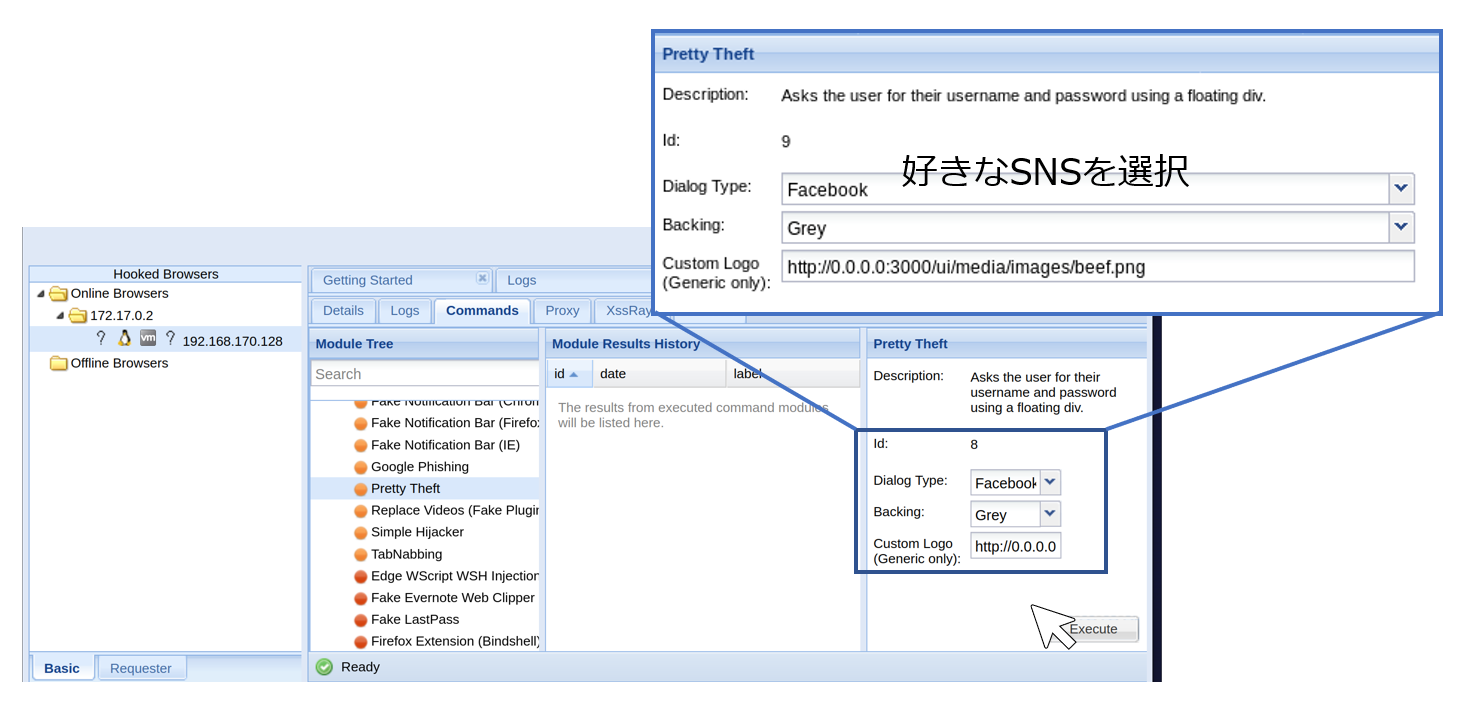 Pretty Theft
Description: Asks the user for their username and password using a floating div.
Id: 9
好きなSNSを選択
Dialog Type: Facebook
Backing: Grey
Custom Logo
(Generic only): http://0.0.0.0:3000/ui/media/images/beef.png
Hooked Browsers
Online Browsers
172.17.0.2
? vm ? 192.168.170.128
Offline Browsers
Basic Requester
Getting Started Logs
Details Logs Commands Proxy XssRay
Module Tree
Search
Fake Notification Bar (Chrom
Fake Notification Bar (Firefo
Fake Notification Bar (IE)
Google Phishing
Pretty Theft
Replace Videos (Fake Plugin
Simple Hijacker
TabNabbing
Edge WScript WSH Injection
Fake Evernote Web Clipper
Fake LastPass
Firefox Extension (Bindshell)
Module Results History
id date label
The results from executed command modules
will be listed here.
Pretty Theft
Description: Asks the user for their
username and password
using a floating div.
Id: 8
Dialog Type: Facebook
Backing: Grey
Custom Logo
(Generic only): http://0.0.0.0
Execute
Ready